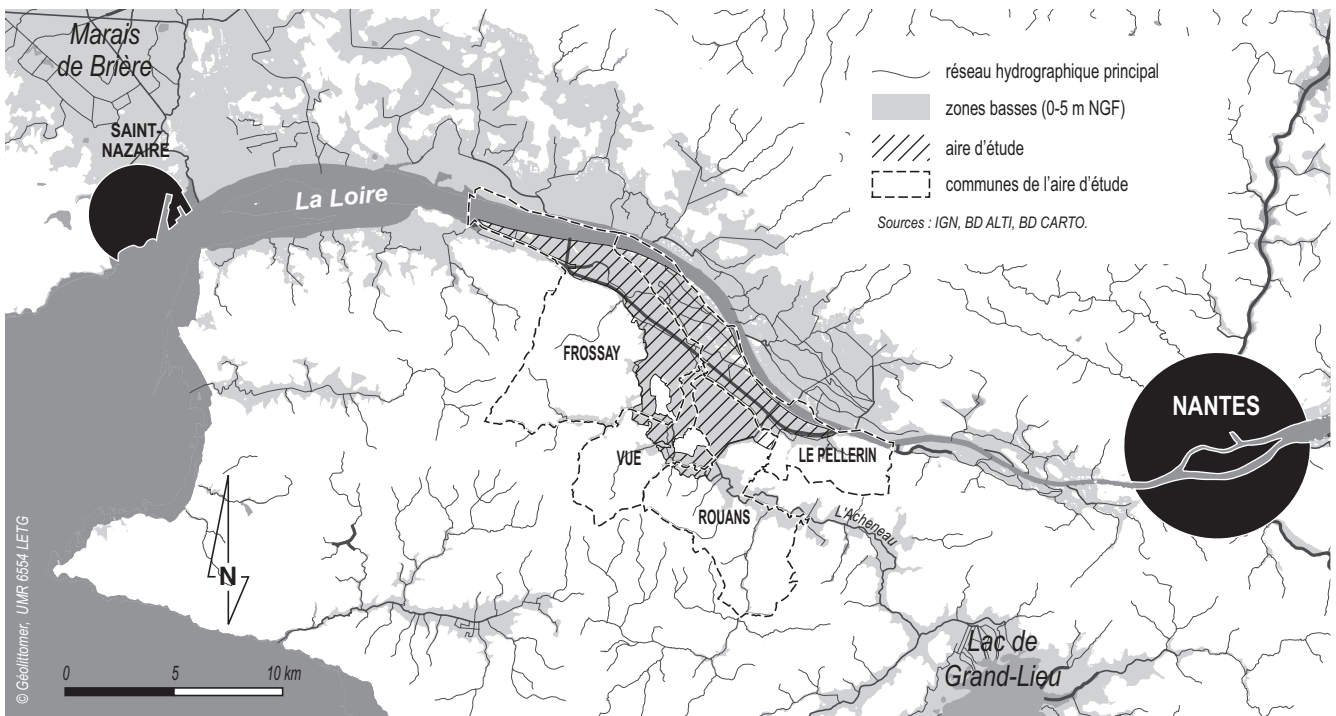 Marais
de Brière
SAINT-
NAZAIRE
La Loire
réseau hydrographique principal
zones basses (0-5 m NGF)
aire d'étude
communes de l'aire d'étude
Sources : IGN, BD ALTI, BD CARTO.
FROSSAY
NANTES
VUE
LE PELLERIN
ROUANS
L'Acheneau
N
Lac de
Grand-Lieu
0 5 10 km
© Géolittomer, UMR 6554 LETG